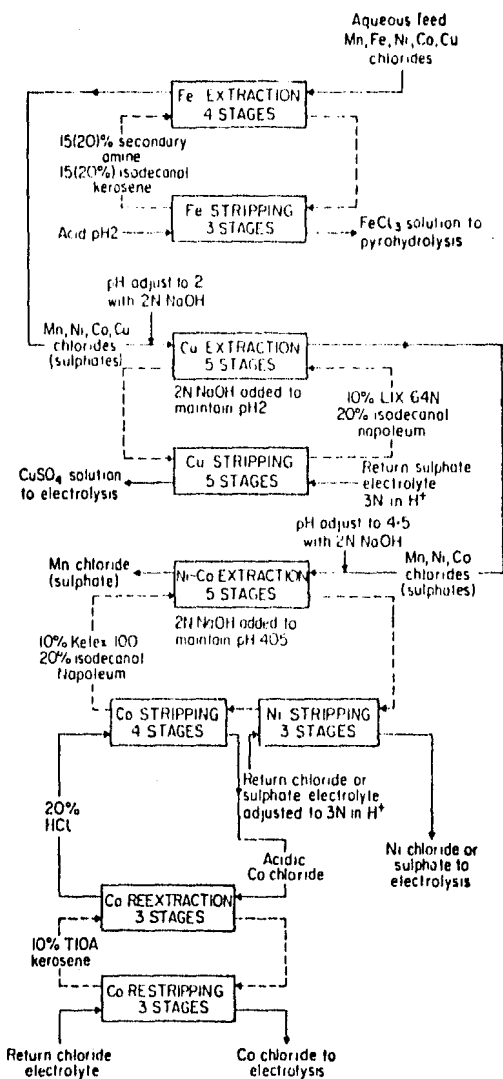 Aqueous feed
Mn, Fe, Ni, Co, Cu
chlorides
Fe EXTRACTION
4 STAGES
15(20)% secondary
amine
15(20%) isodecanal
kerosene
Fe STRIPPING
3 STAGES
Acid pH2
FeCl₃ solution to
pyrohydrolysis
pH adjust to 2
with 2N NaOH
Mn, Ni, Co, Cu
chlorides
(sulphates)
Cu EXTRACTION
5 STAGES
2N NaOH added to
maintain pH2
10% LIX 64N
20% isodecanal
napoleum
Cu STRIPPING
5 STAGES
CuSO₄ solution
to electrolysis
Return sulphate
electrolyte
3N in H⁺
pH adjust to 4·5
with 2N NaOH
Mn chloride
(sulphate)
Ni-Co EXTRACTION
5 STAGES
Mn, Ni, Co
chlorides
(sulphates)
2N NaOH added to
maintain pH 405
10% Kelex 100
20% isodecanal
Napoleum
Co STRIPPING
4 STAGES
Ni STRIPPING
3 STAGES
20%
HCl
Return chloride or
sulphate electrolyte
adjusted to 3N in H⁺
Ni chloride or
sulphate to
electrolysis
Acidic
Co chloride
Co REEXTRACTION
3 STAGES
10% TIOA
kerosene
Co RESTRIPPING
3 STAGES
Return chloride
electrolyte
Co chloride to
electrolysis